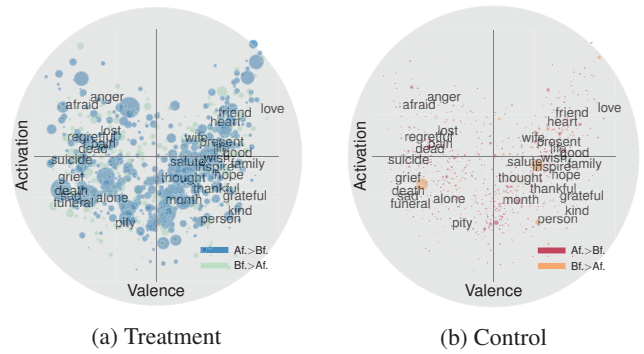 Activation
anger
afraid
lost
regretful
pain
dead
suicide
grief
death
sad
funeral
alone
pity
love
friend
heart
wife
present
life
good
wish
salute
inspire
family
hope
thought
thankful
month
grateful
kind
person
Af.>Bf.
Bf.>Af.
Valence
(a) Treatment
Activation
anger
afraid
lost
regretful
pain
dead
suicide
grief
death
sad
funeral
alone
pity
love
friend
heart
wife
present
life
good
wish
salute
inspire
family
hope
thought
thankful
month
grateful
kind
person
Af.>Bf.
Bf.>Af.
Valence
(b) Control